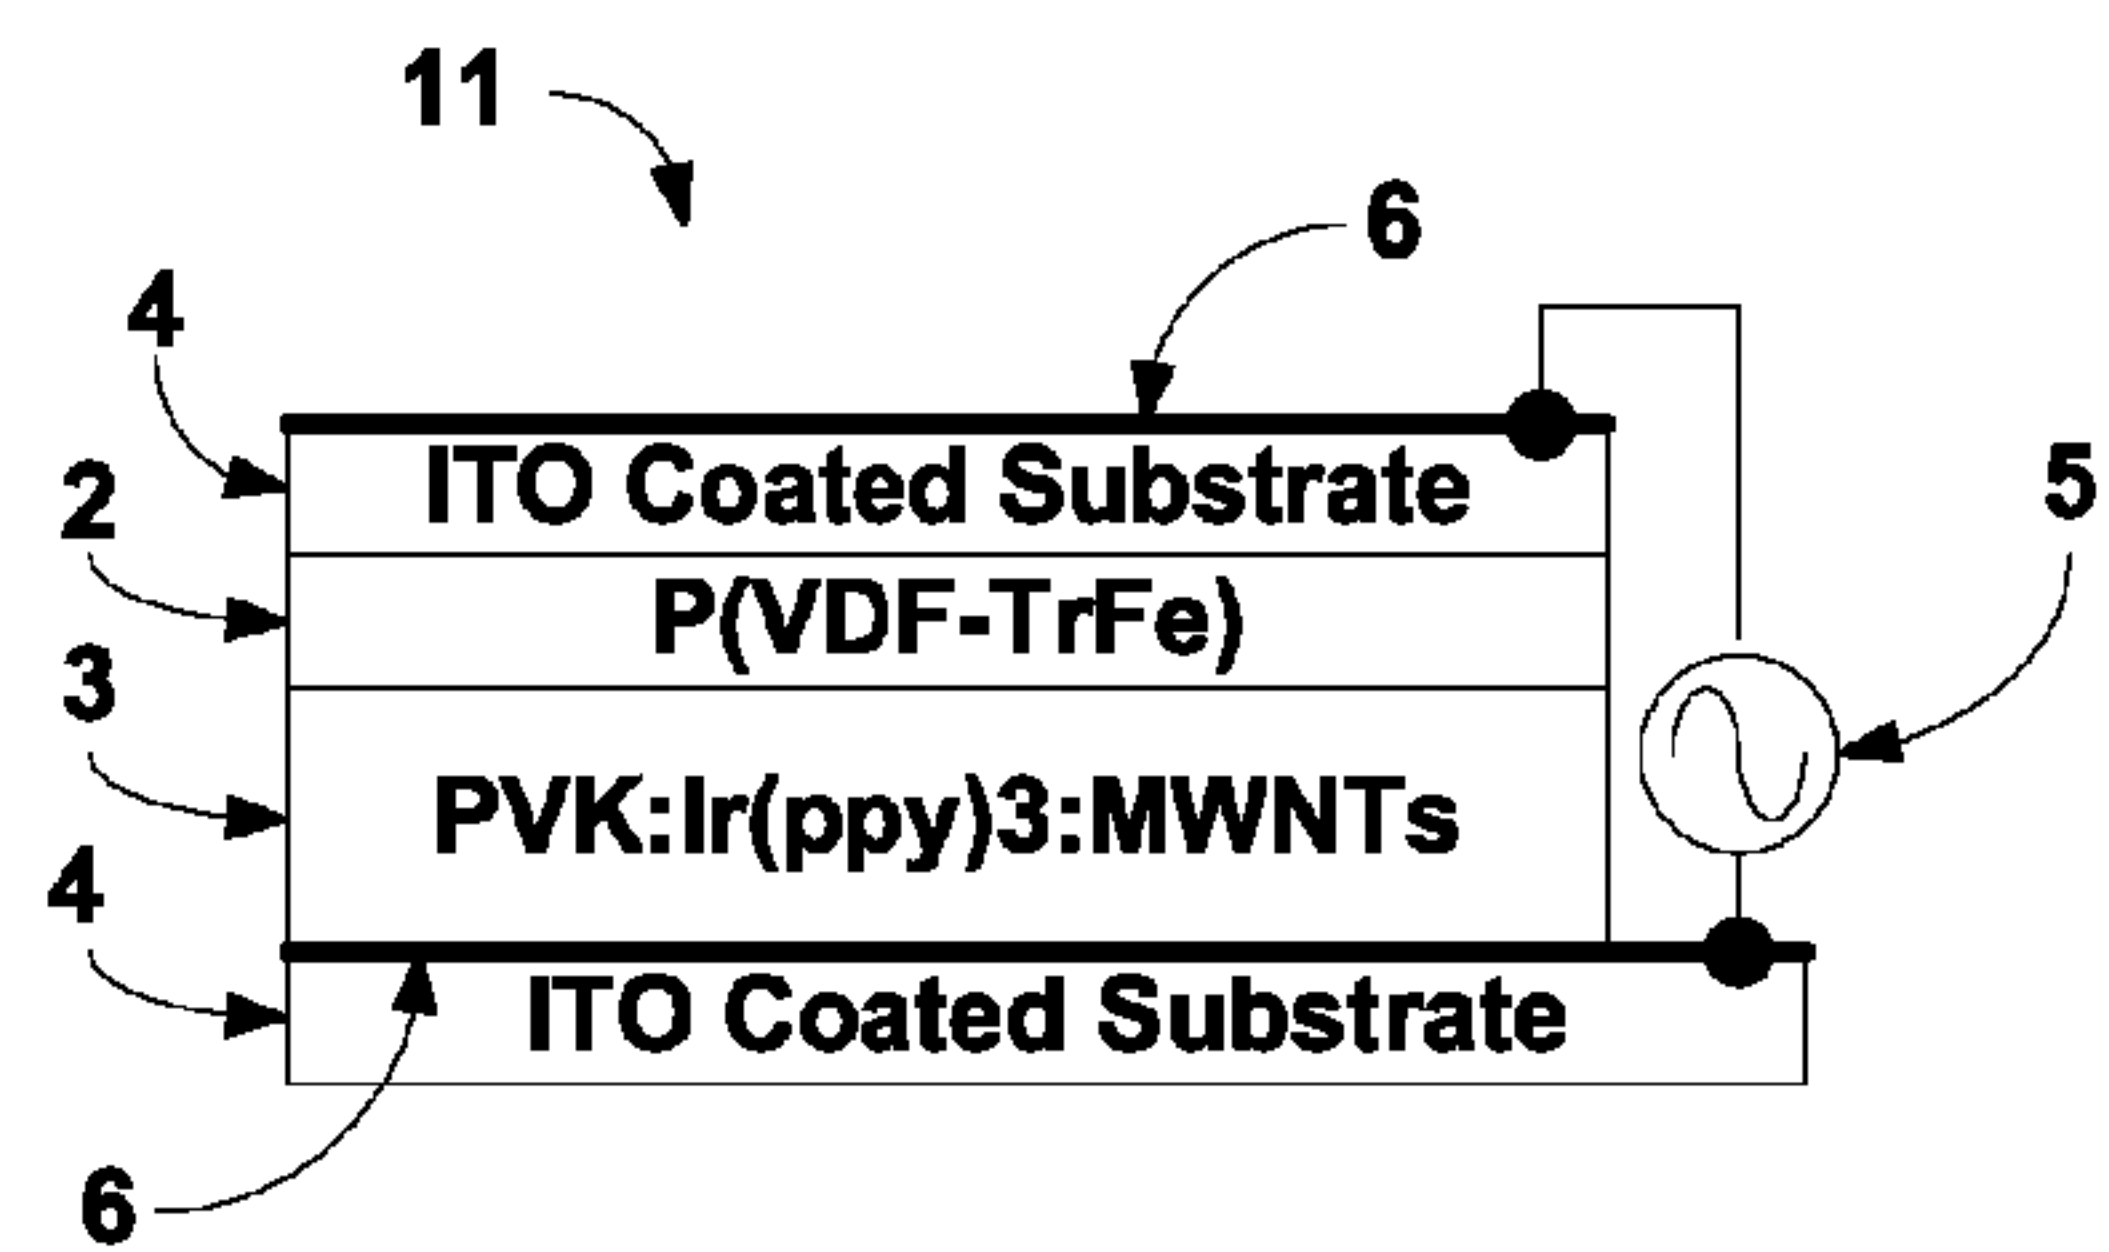 11
6
4
ITO Coated Substrate
2
5
P(VDF-TrFe)
3
PVK:Ir(ppy)3:MWNTs
4
ITO Coated Substrate
6